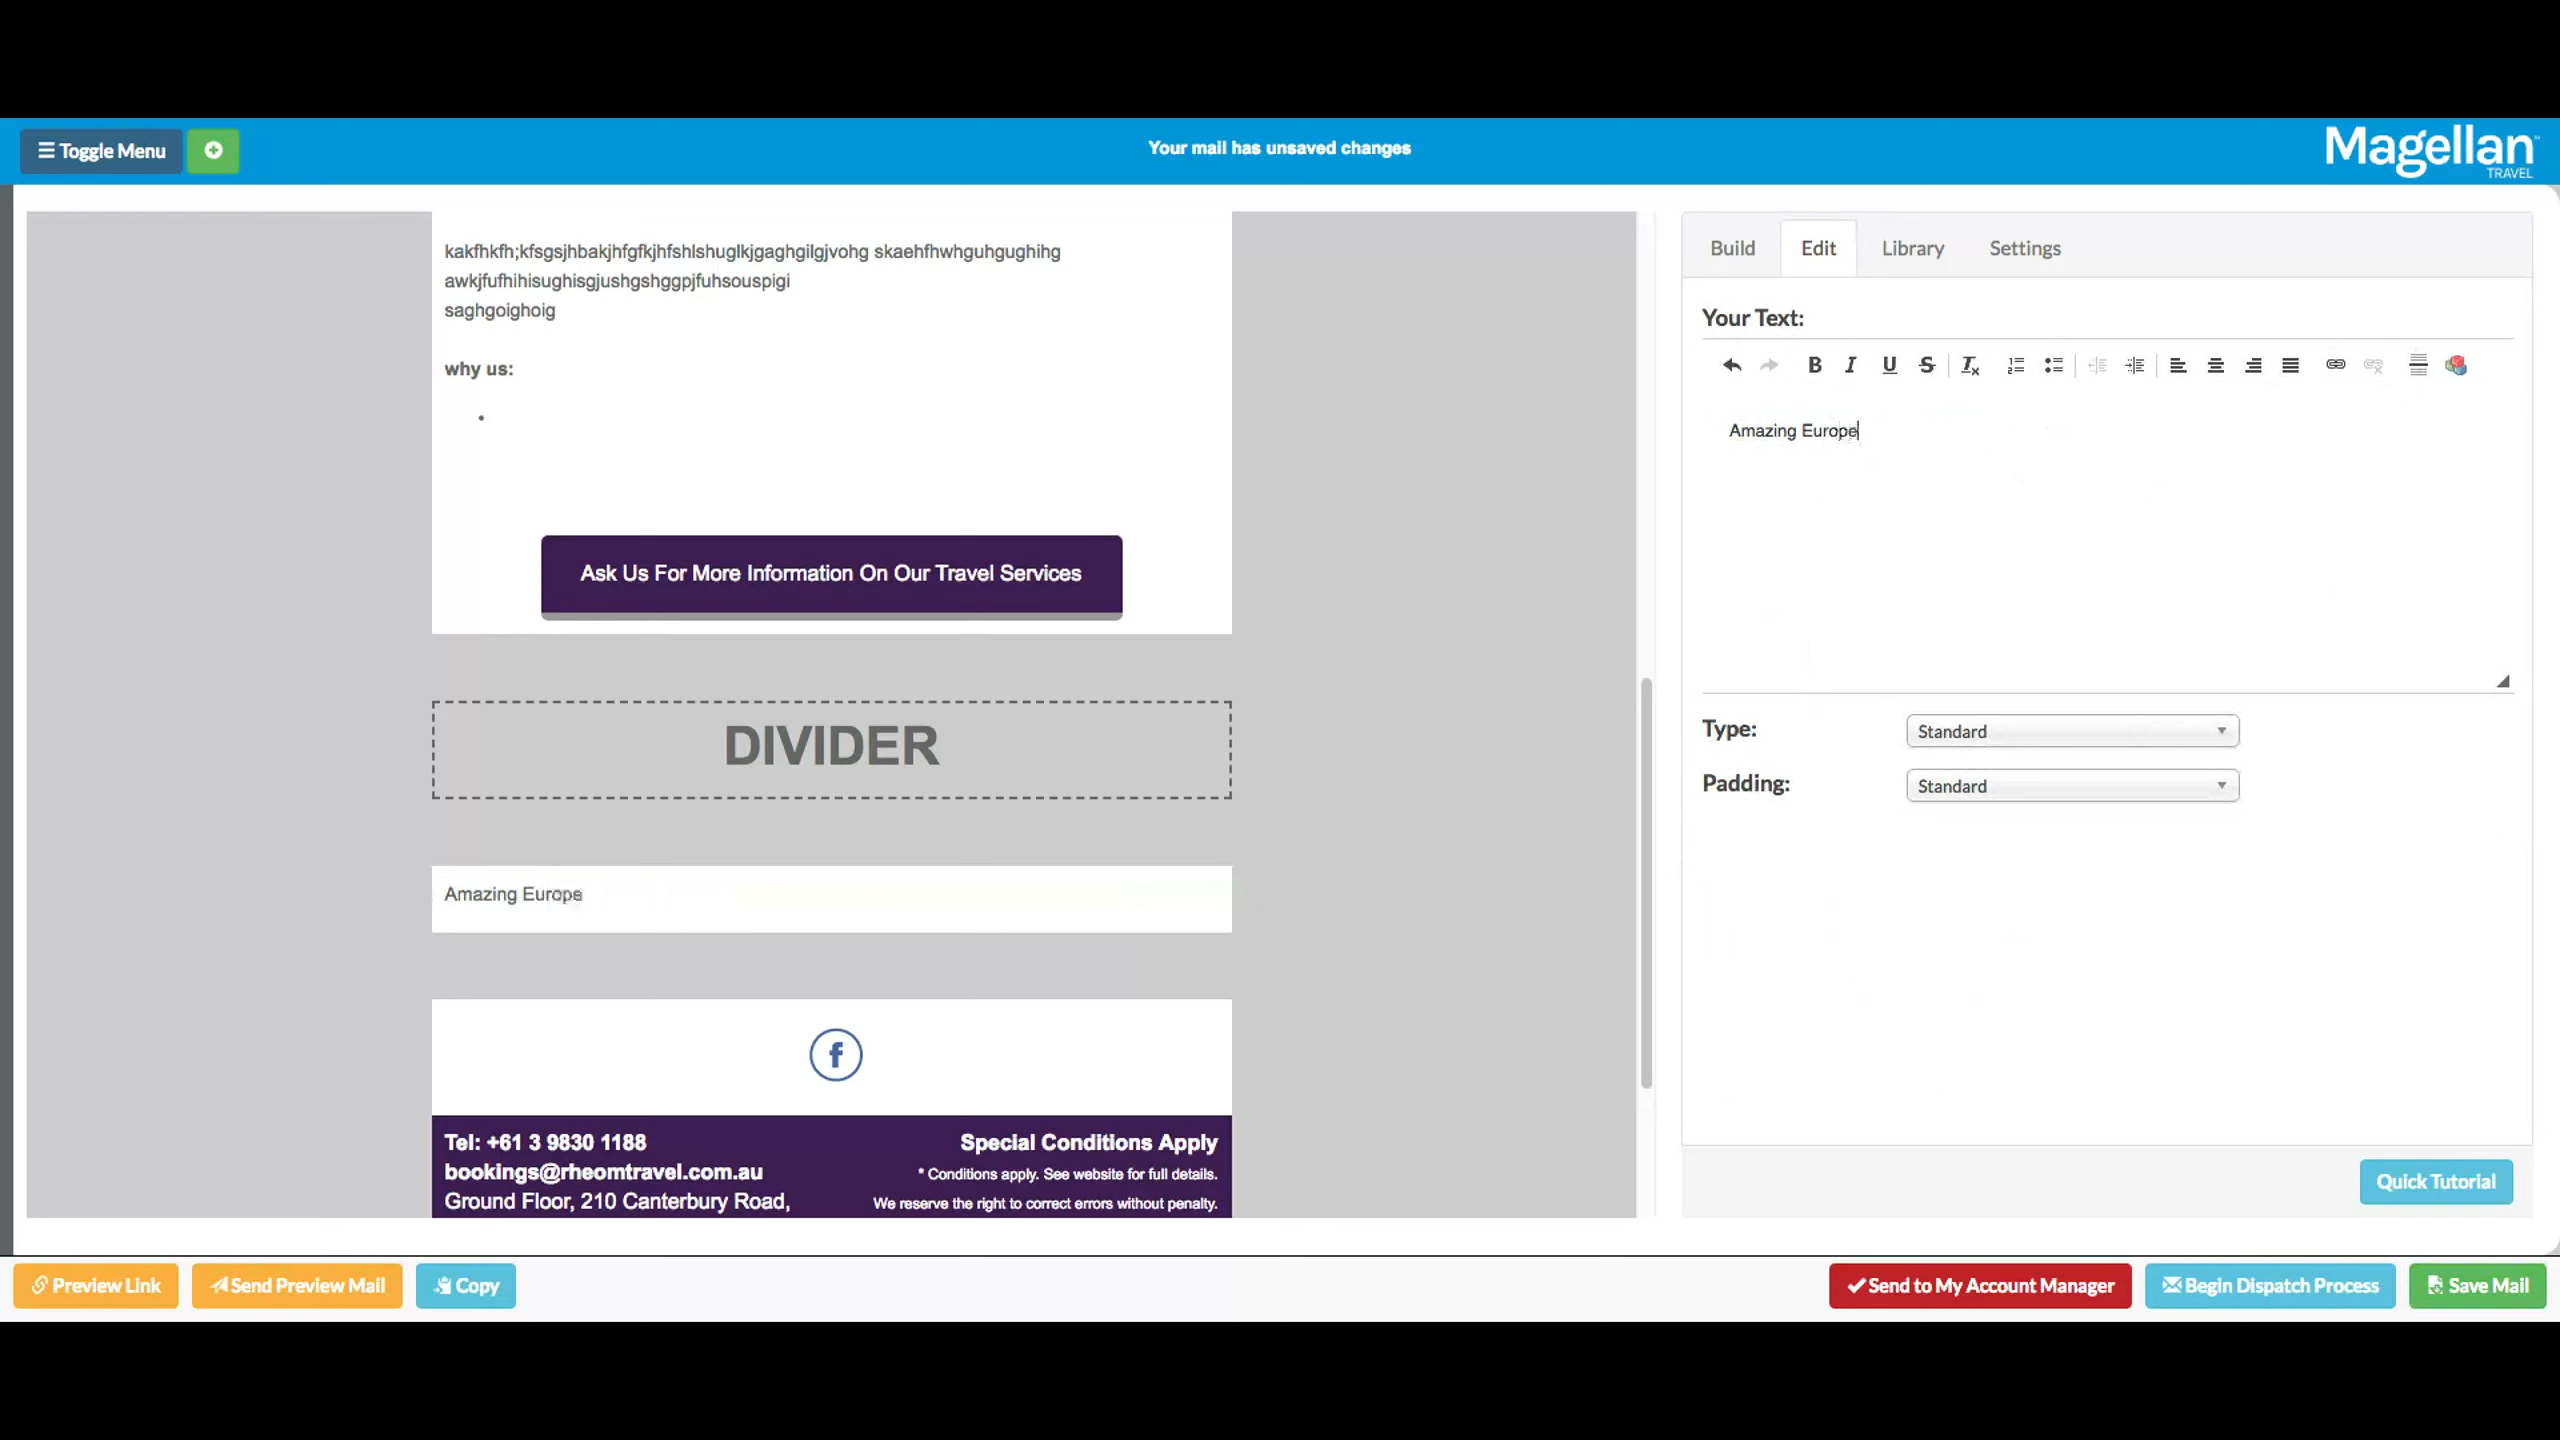 Toggle Menu
Your mail has unsaved changes
Magellan
TRAVEL
kakfhkfh;kfsgsjhbakjhfgfkjhfshlshuglkjgaghgilgjvohg skaehfhwhguhgughihg
awkjfufhihisughisgjushgshggpjfuhsouspigi
saghgoighoig
why us:
•
Ask Us For More Information On Our Travel Services
DIVIDER
Amazing Europe
f
Tel: +61 3 9830 1188
bookings@rheomtravel.com.au
Ground Floor, 210 Canterbury Road,
Special Conditions Apply
* Conditions apply. See website for full details.
We reserve the right to correct errors without penalty.
Build Edit Library Settings
Your Text:
B I U S Tx
Amazing Europe
Type: Standard
Padding: Standard
Quick Tutorial
Preview Link Send Preview Mail Copy
Send to My Account Manager Begin Dispatch Process Save Mail